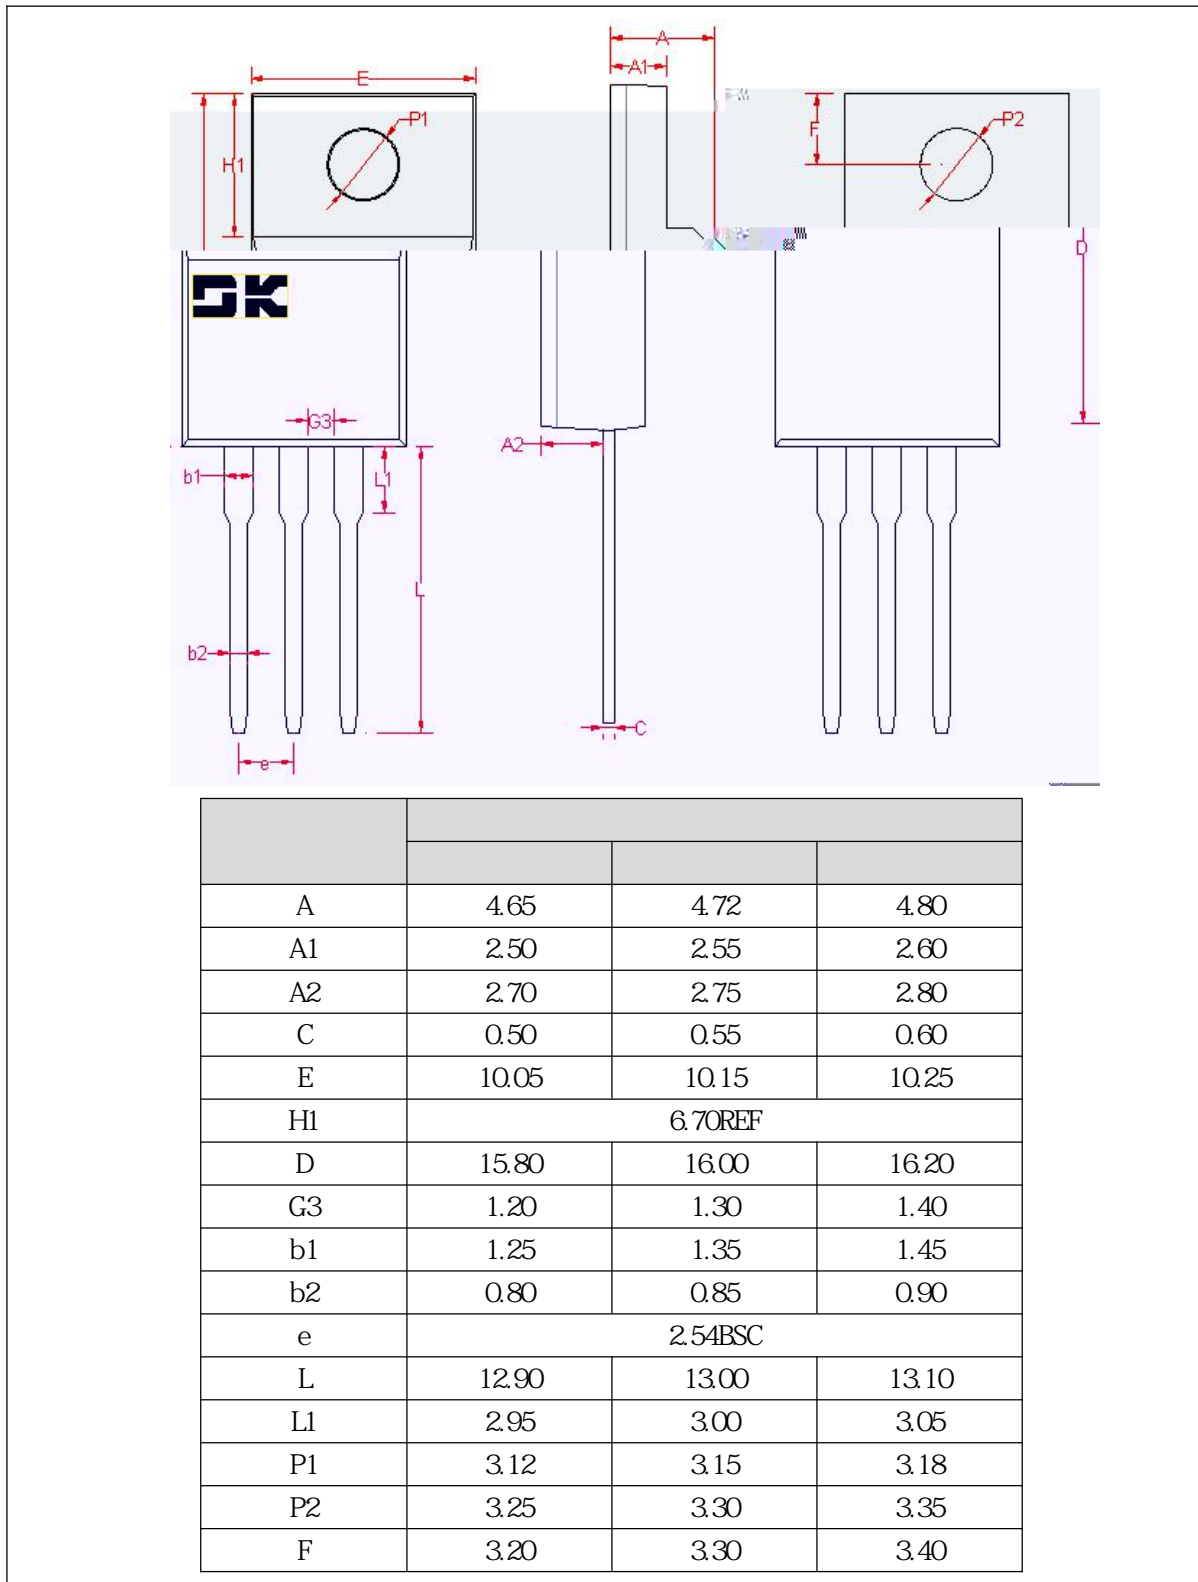 A
A1
E
P1
H1
F
P2
D
JK
G3
b1
L1
A2
L
b2
C
e
A 4.65 4.72 4.80
A1 2.50 2.55 2.60
A2 2.70 2.75 2.80
C 0.50 0.55 0.60
E 10.05 10.15 10.25
H1 6.70REF
D 15.80 16.00 16.20
G3 1.20 1.30 1.40
b1 1.25 1.35 1.45
b2 0.80 0.85 0.90
e 2.54BSC
L 12.90 13.00 13.10
L1 2.95 3.00 3.05
P1 3.12 3.15 3.18
P2 3.25 3.30 3.35
F 3.20 3.30 3.40